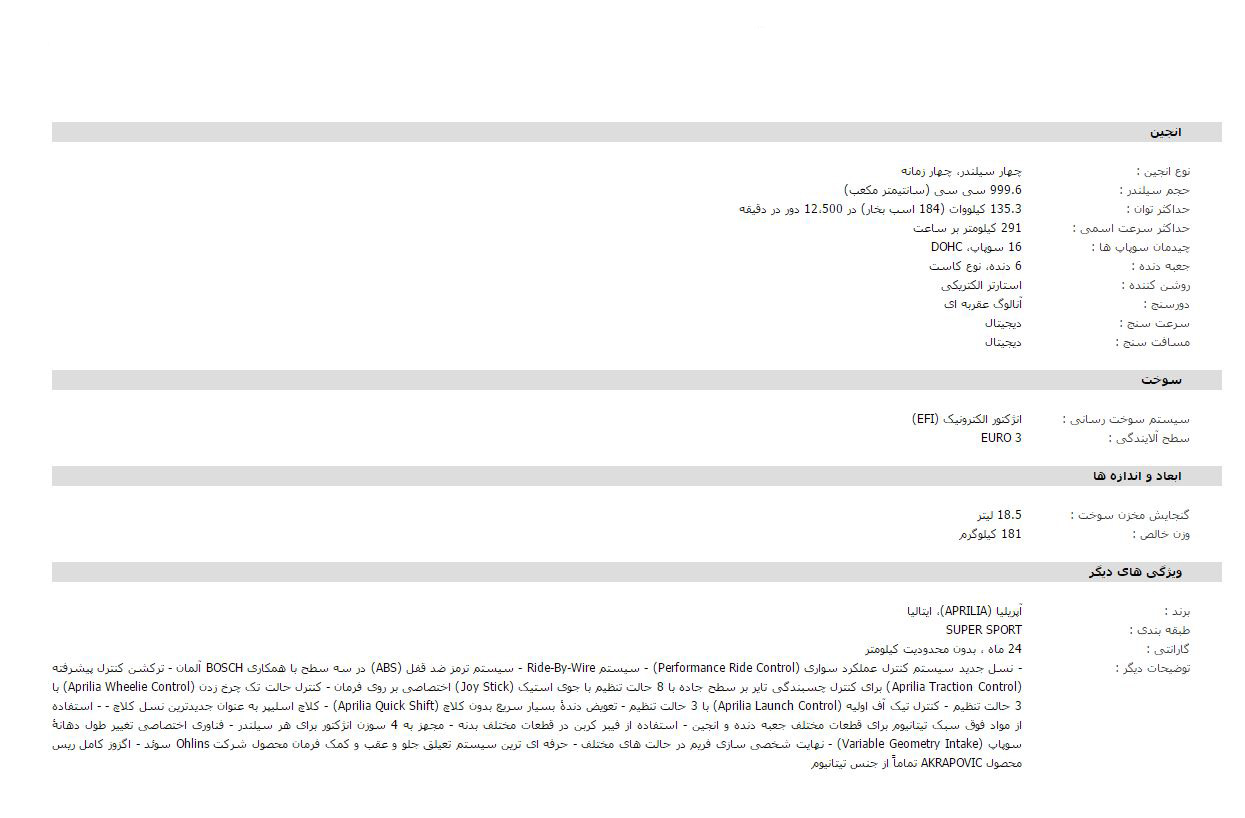 انجین
نوع انجین : چهار سیلندر، چهار زمانه
حجم سیلندر : 999.6 سی سی (سانتیمتر مکعب)
حداکثر توان : 135.3 کیلووات (184 اسب بخار) در 12.500 دور در دقیقه
حداکثر سرعت اسمی : 291 کیلومتر بر ساعت
چیدمان سوپاپ ها : 16 سوپاپ، DOHC
جعبه دنده : 6 دنده، نوع کاست
روشن کننده : استارتر الکتریکی
دورسنج : آنالوگ عقربه ای
سرعت سنج : دیجیتال
مسافت سنج : دیجیتال
سوخت
سیستم سوخت رسانی : انژکتور الکترونیک (EFI)
سطح آلایندگی : EURO 3
ابعاد و اندازه ها
گنجایش مخزن سوخت : 18.5 لیتر
وزن خالص : 181 کیلوگرم
ویژگی های دیگر
برند : آپریلیا (APRILIA)، ایتالیا
طبقه بندی : SUPER SPORT
گارانتی : 24 ماه ، بدون محدودیت کیلومتر
توضیحات دیگر : - نسل جدید سیستم کنترل عملکرد سواری (Performance Ride Control) - سیستم Ride-By-Wire - سیستم ترمز ضد قفل (ABS) در سه سطح با همکاری BOSCH آلمان - ترکشن کنترل پیشرفته
(Aprilia Traction Control) برای کنترل چسبندگی تایر بر سطح جاده با 8 حالت تنظیم با جوی استیک (Joy Stick) اختصاصی بر روی فرمان - کنترل حالت تک چرخ زدن (Aprilia Wheelie Control) با
3 حالت تنظیم - کنترل تیک آف اولیه (Aprilia Launch Control) با 3 حالت تنظیم - تعویض دندهٔ بسیار سریع بدون کلاچ (Aprilia Quick Shift) - کلاچ اسلیپر به عنوان جدیدترین نسل کلاچ - - استفاده
از مواد فوق سبک تیتانیوم برای قطعات مختلف جعبه دنده و انجین - استفاده از فیبر کربن در قطعات مختلف بدنه - مجهز به 4 سوزن انژکتور برای هر سیلندر - فناوری اختصاصی تغییر طول دهانهٔ
سوپاپ (Variable Geometry Intake) - نهایت شخصی سازی فریم در حالت های مختلف - حرفه ای ترین سیستم تعیلق جلو و عقب و کمک فرمان محصول شرکت Ohlins سوئد - اگزوز کامل ریس
محصول AKRAPOVIC تماماً از جنس تیتانیوم